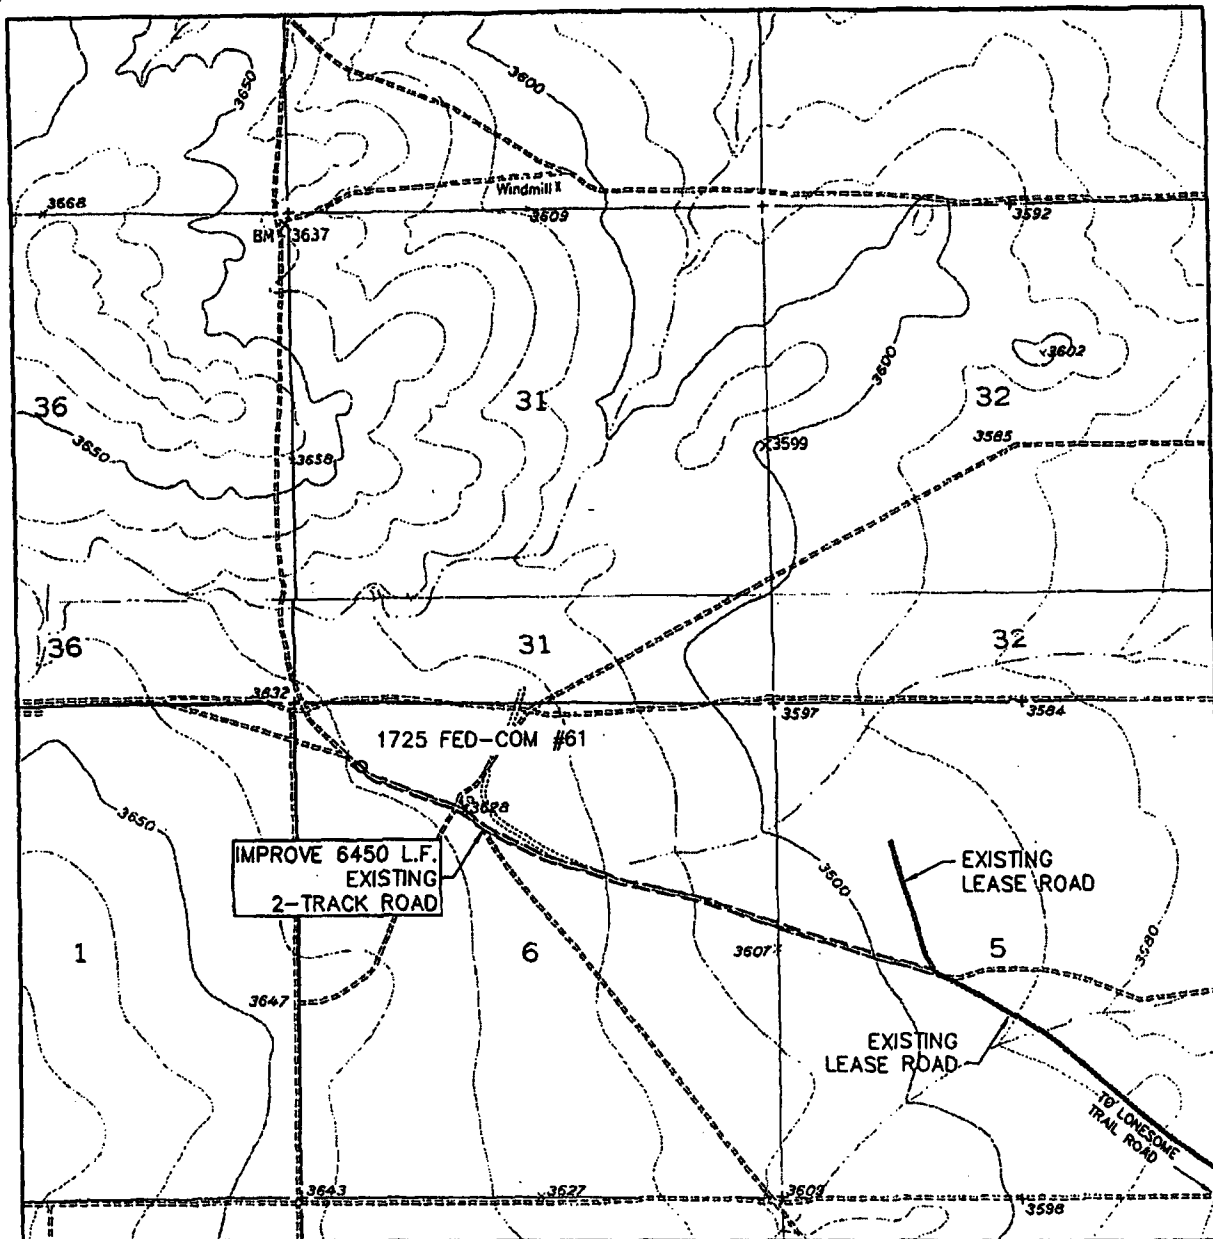 3650
3600
Windmill X
3668
3609
3592
BM 3637
3602
3600
36
31
32
3650
3658
3599
3585
36
31
32
3632
3597
3584
1725 FED-COM #61
3628
3650
IMPROVE 6450 L.F.
EXISTING
2-TRACK ROAD
3500
EXISTING
LEASE ROAD
1
6
3607
5
3580
3647
EXISTING
LEASE ROAD
TO LONESOME
TRAIL ROAD
3643
3627
3609
3598